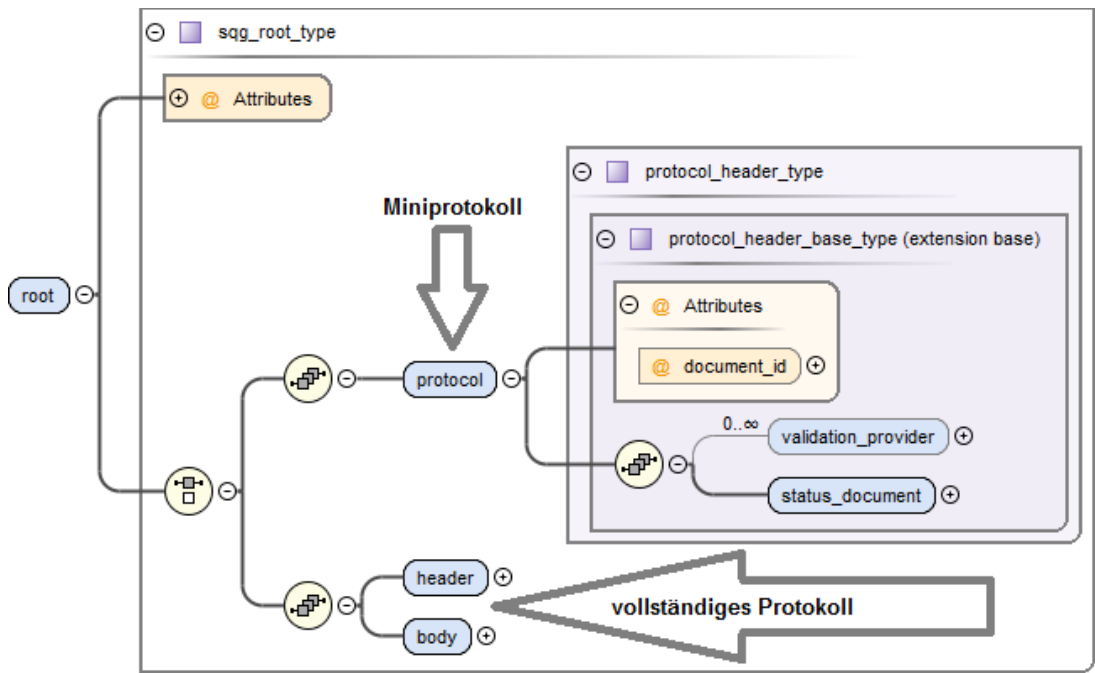 sqg_root_type
@ Attributes
protocol_header_type
Miniprotokoll
protocol_header_base_type (extension base)
root
@ Attributes
@ document_id
protocol
0..∞
validation_provider
status_document
header
vollständiges Protokoll
body